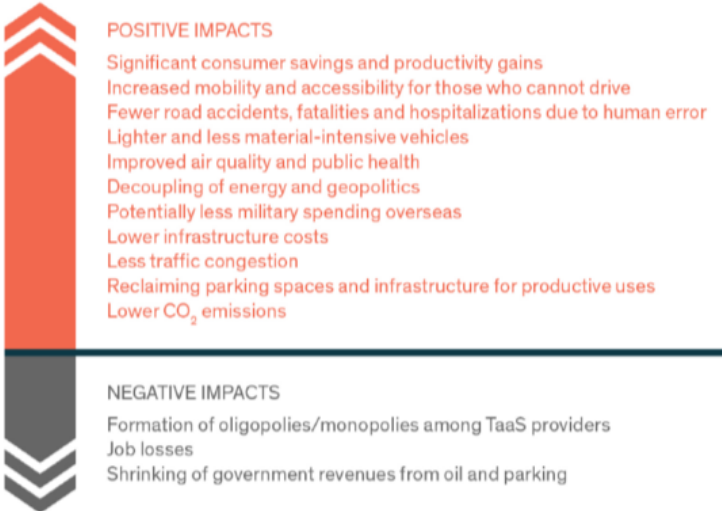 POSITIVE IMPACTS
Significant consumer savings and productivity gains
Increased mobility and accessibility for those who cannot drive
Fewer road accidents, fatalities and hospitalizations due to human error
Lighter and less material-intensive vehicles
Improved air quality and public health
Decoupling of energy and geopolitics
Potentially less military spending overseas
Lower infrastructure costs
Less traffic congestion
Reclaiming parking spaces and infrastructure for productive uses
Lower CO₂ emissions
NEGATIVE IMPACTS
Formation of oligopolies/monopolies among TaaS providers
Job losses
Shrinking of government revenues from oil and parking